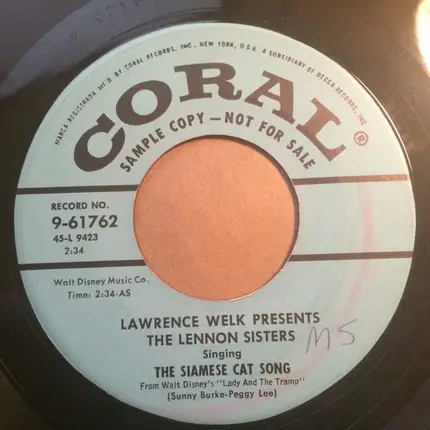 MARCA REGISTRADA MF'D BY CORAL RECORDS, INC., NEW YORK, U.S.A. A SUBSIDIARY OF DECCA RECORDS, INC.
CORAL®
SAMPLE COPY—NOT FOR SALE
RECORD NO.
9-61762
45-L 9423
2:34
Walt Disney Music Co.
Time: 2:34-AS
LAWRENCE WELK PRESENTS
THE LENNON SISTERS
MS
Singing
THE SIAMESE CAT SONG
From Walt Disney's "Lady And The Tramp"
(Sunny Burke-Peggy Lee)